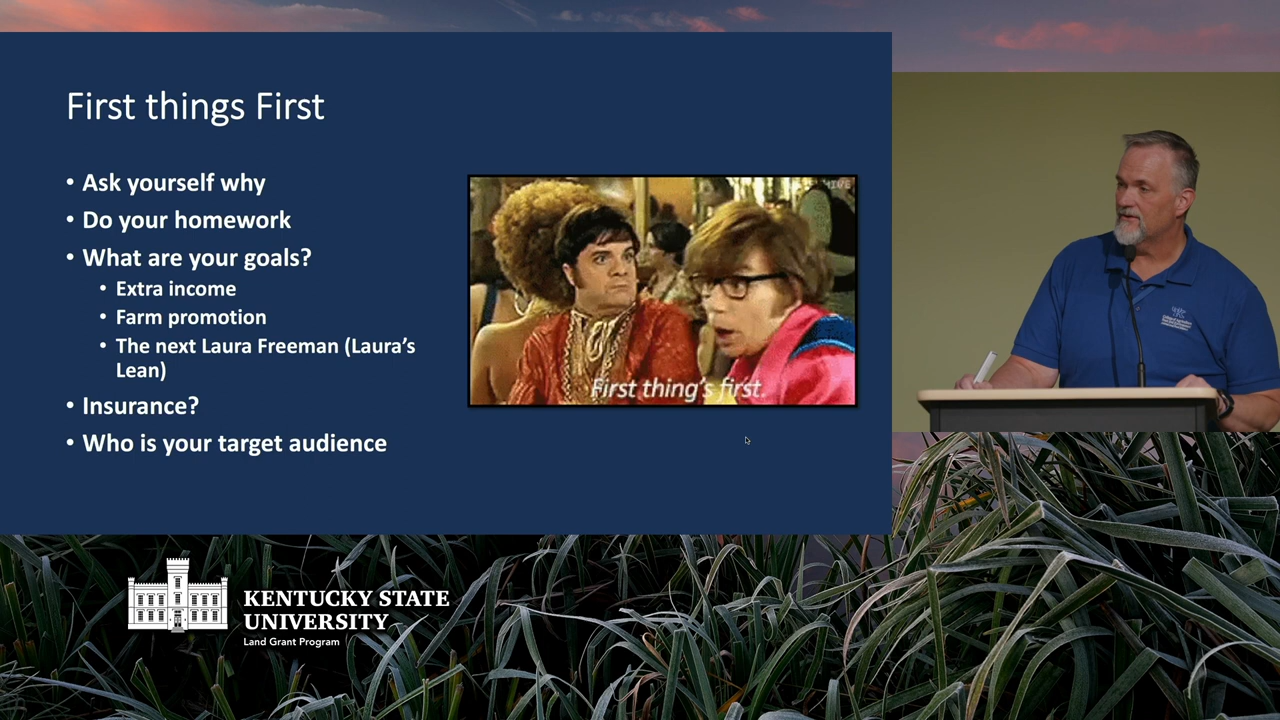 First things First
• Ask yourself why
• Do your homework
• What are your goals?
• Extra income
• Farm promotion
• The next Laura Freeman (Laura's
Lean)
• Insurance?
• Who is your target audience
First thing's first.
KENTUCKY STATE
UNIVERSITY
Land Grant Program